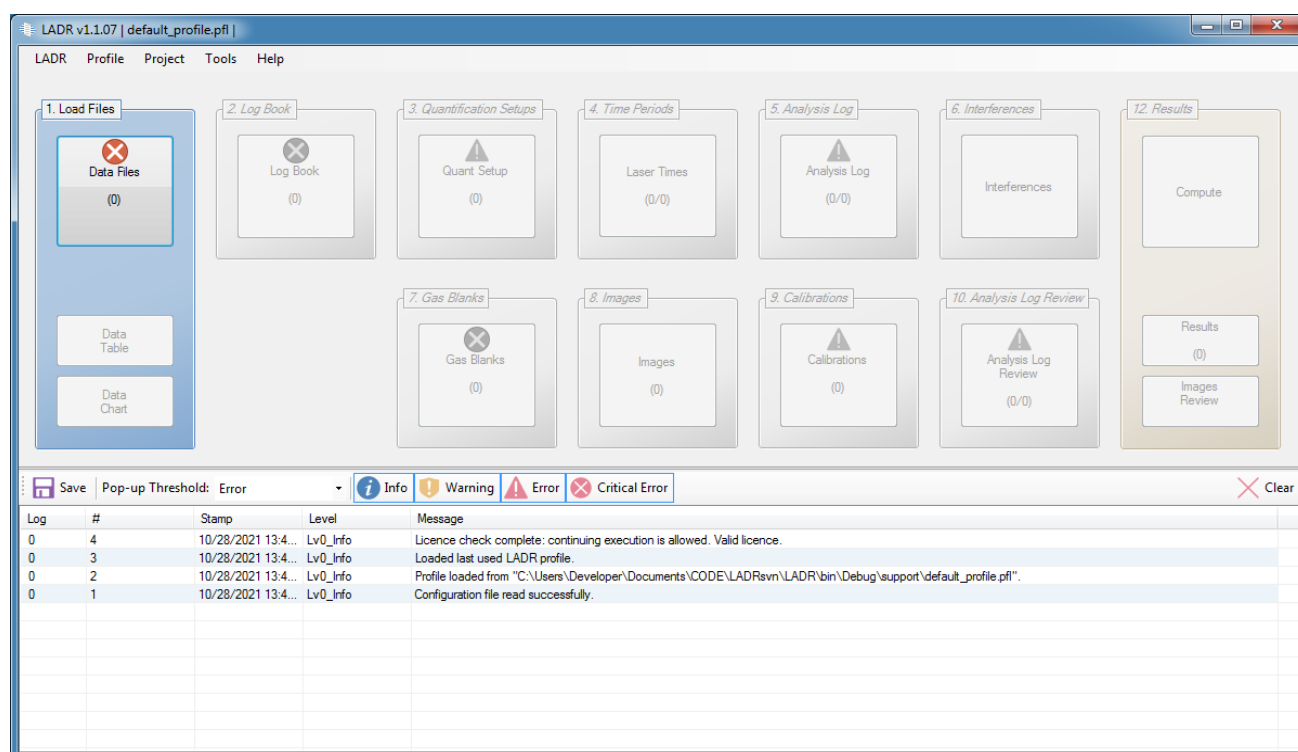 LADR v1.1.07 | default_profile.pfl |
LADR Profile Project Tools Help
1. Load Files
Data Files
(0)
Data
Table
Data
Chart
2. Log Book
Log Book
(0)
3. Quantification Setups
Quant Setup
(0)
4. Time Periods
Laser Times
(0/0)
5. Analysis Log
Analysis Log
(0/0)
6. Interferences
Interferences
12. Results
Compute
Results
(0)
Images
Review
7. Gas Blanks
Gas Blanks
(0)
8. Images
Images
(0)
9. Calibrations
Calibrations
(0)
10. Analysis Log Review
Analysis Log
Review
(0/0)
Save Pop-up Threshold: Error Info Warning Error Critical Error Clear
Log # Stamp Level Message
0 4 10/28/2021 13:4... Lv0_Info Licence check complete: continuing execution is allowed. Valid licence.
0 3 10/28/2021 13:4... Lv0_Info Loaded last used LADR profile.
0 2 10/28/2021 13:4... Lv0_Info Profile loaded from "C:\Users\Developer\Documents\CODE\LADRsvn\LADR\bin\Debug\support\default_profile.pfl".
0 1 10/28/2021 13:4... Lv0_Info Configuration file read successfully.